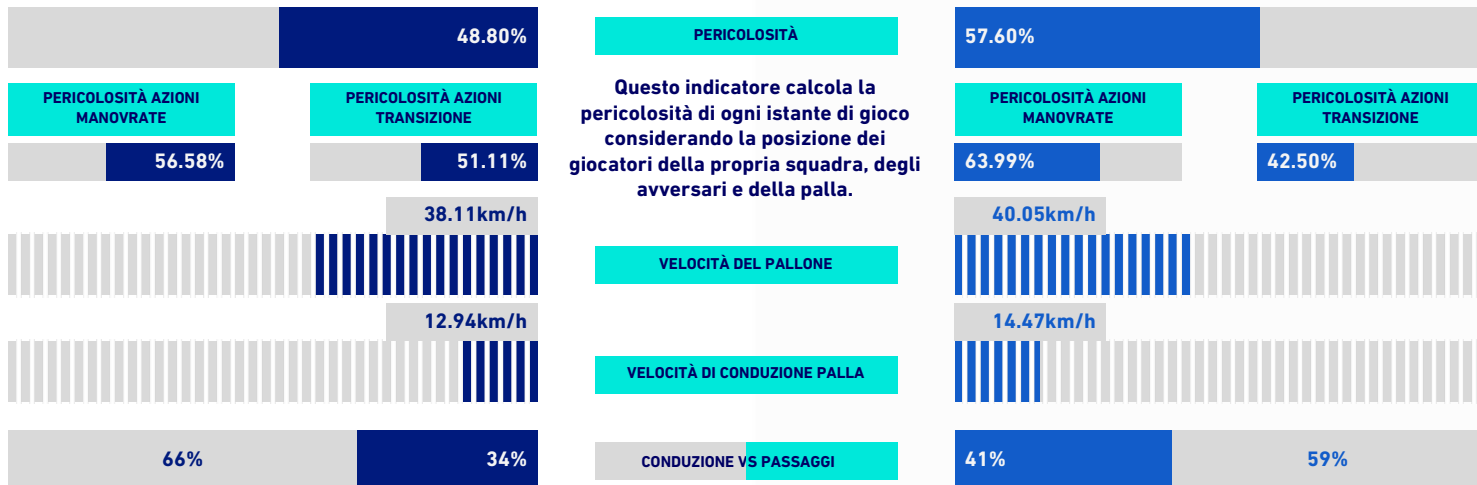 48.80%
PERICOLOSITÀ
57.60%
PERICOLOSITÀ AZIONI
MANOVRATE
PERICOLOSITÀ AZIONI
TRANSIZIONE
56.58%
51.11%
Questo indicatore calcola la
pericolosità di ogni istante di gioco
considerando la posizione dei
giocatori della propria squadra, degli
avversari e della palla.
PERICOLOSITÀ AZIONI
MANOVRATE
PERICOLOSITÀ AZIONI
TRANSIZIONE
63.99%
42.50%
38.11km/h
VELOCITÀ DEL PALLONE
40.05km/h
12.94km/h
VELOCITÀ DI CONDUZIONE PALLA
14.47km/h
66%
34%
CONDUZIONE VS PASSAGGI
41%
59%